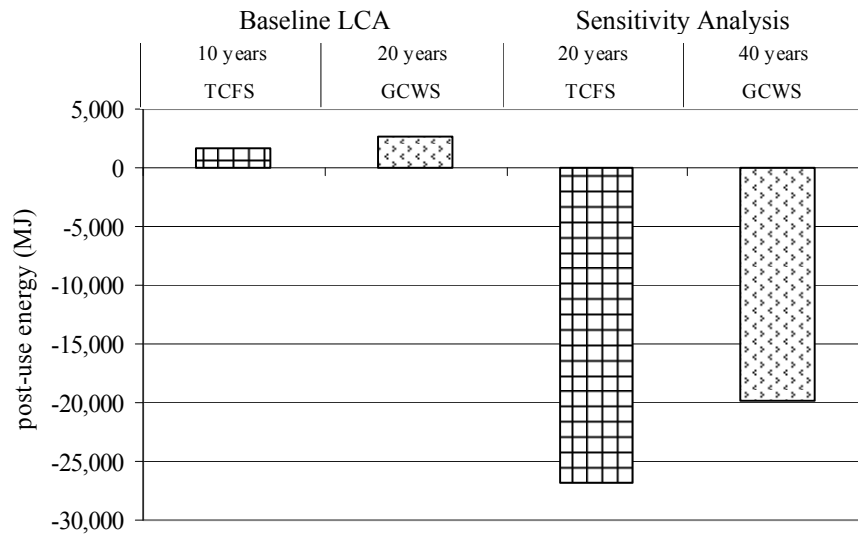 Baseline LCA Sensitivity Analysis
10 years 20 years 20 years 40 years
TCFS GCWS TCFS GCWS
5,000
0
-5,000
-10,000
-15,000
-20,000
-25,000
-30,000
post-use energy (MJ)